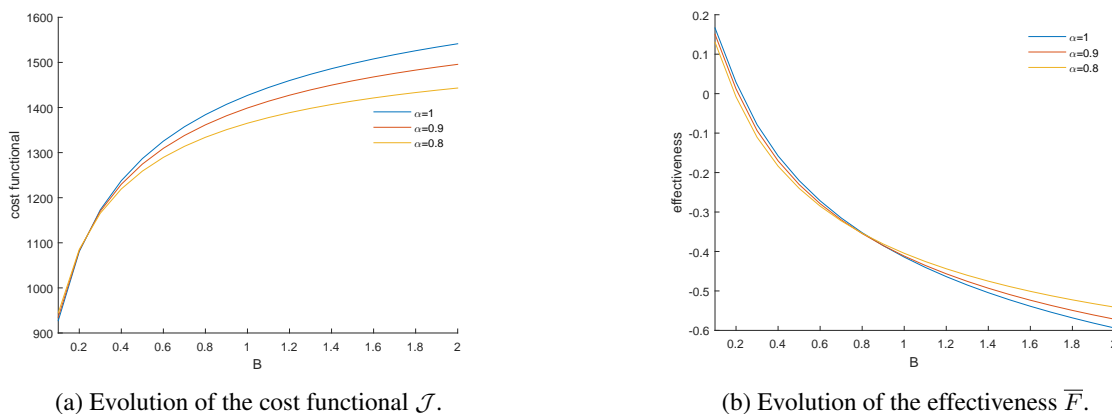 1600
1500
1400
1300
1200
1100
1000
900
cost functional
0.2 0.4 0.6 0.8 1 1.2 1.4 1.6 1.8 2
B
α=1
α=0.9
α=0.8
(a) Evolution of the cost functional 𝒥.
0.2
0.1
0
-0.1
-0.2
-0.3
-0.4
-0.5
-0.6
effectiveness
0.2 0.4 0.6 0.8 1 1.2 1.4 1.6 1.8 2
B
α=1
α=0.9
α=0.8
(b) Evolution of the effectiveness F̅.